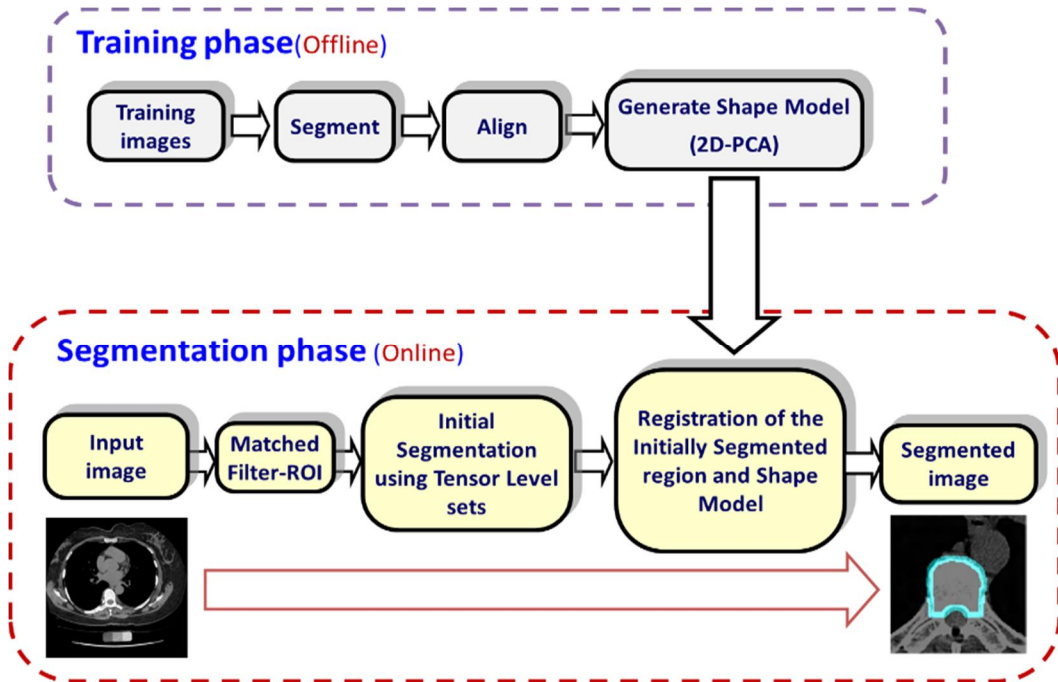 Training phase(Offline)
Training
images
Segment
Align
Generate Shape Model
(2D-PCA)
Segmentation phase (Online)
Input
image
Matched
Filter-ROI
Initial
Segmentation
using Tensor Level
sets
Registration of the
Initially Segmented
region and Shape
Model
Segmented
image